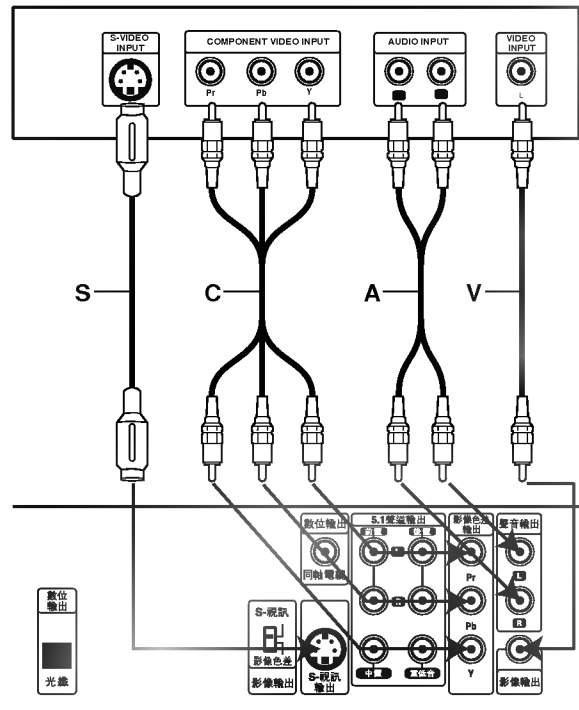 S-VIDEO
INPUT
COMPONENT VIDEO INPUT
Pr
Pb
Y
AUDIO INPUT
VIDEO
INPUT
L
S
C
A
V
數位輸出
同軸電纜
5.1聲道輸出
中置
重低音
影像色差
輸出
Pr
Pb
Y
聲音輸出
L
R
影像輸出
數位
輸出
光纖
S-視訊
影像色差
影像輸出
S-視訊
輸出